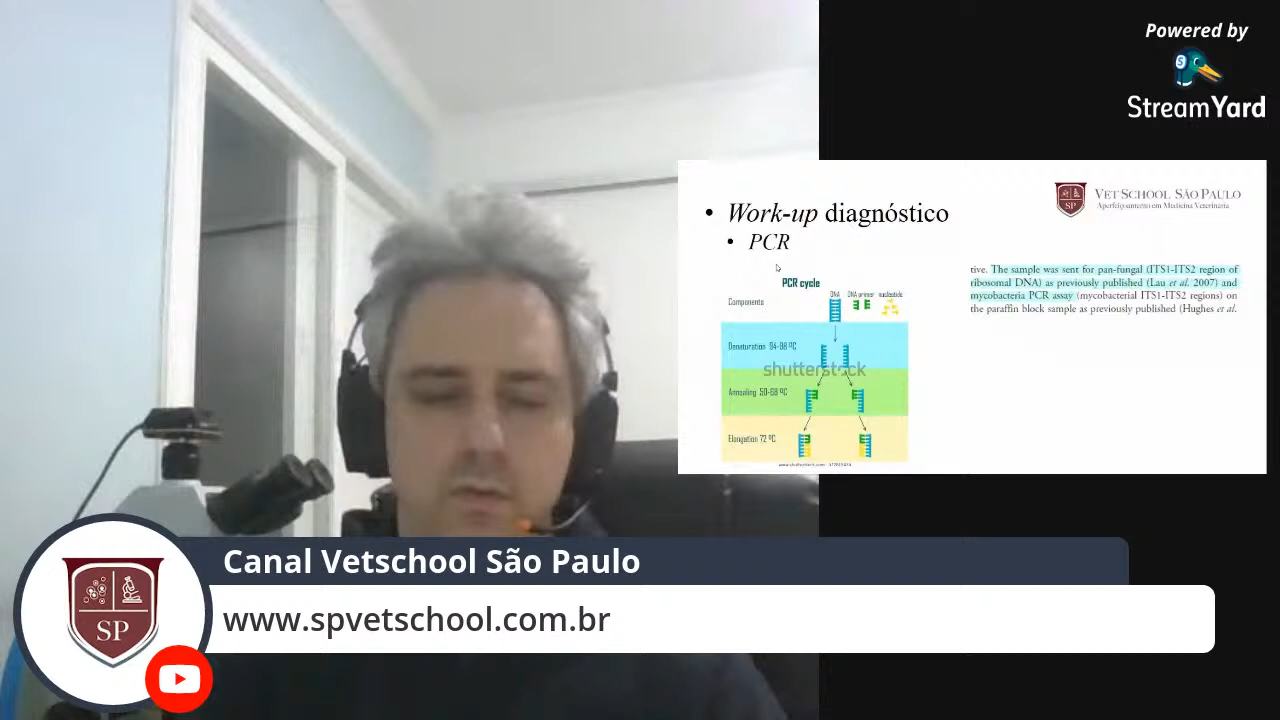 Powered by
StreamYard
VET SCHOOL SÃO PAULO
SP
Aperfeiçoamento em Medicina Veterinária
• Work-up diagnóstico
• PCR
PCR cycle
Components
DNA
DNA primer
nucleotide
Denaturation 94-98 ºC
shutterstock
Annealing 50-68 ºC
Elongation 72 ºC
tive. The sample was sent for pan-fungal (ITS1-ITS2 region of
ribosomal DNA) as previously published (Lau et al. 2007) and
mycobacteria PCR assay (mycobacterial ITS1-ITS2 regions) on
the paraffin block sample as previously published (Hughes et al.
Canal Vetschool São Paulo
www.spvetschool.com.br
SP